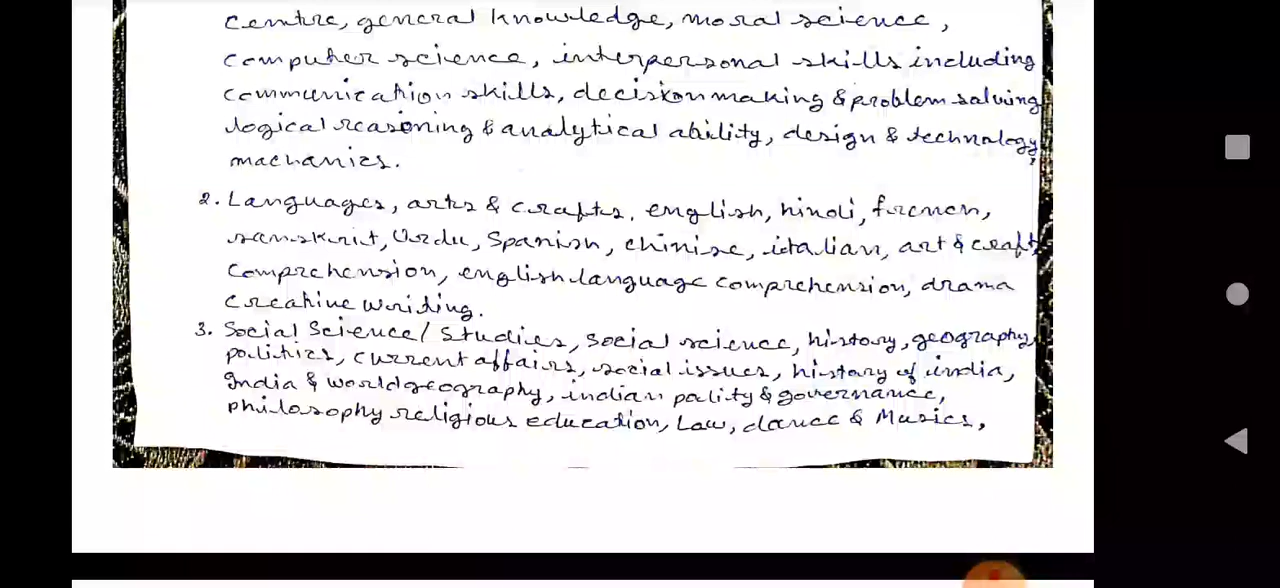 centre, general knowledge, moral science,
computer science, interpersonal skills including
communication skills, decision making & problem solving,
logical reasoning & analytical ability, design & technology,
machanics.
2. Languages, arts & crafts, english, hindi, french,
sanskrit, Urdu, Spanish, chinise, italian, art & craft,
comprehension, english language comprehension, drama
creative writing.
3. Social Science/ Studies, social science, history, geography,
politics, current affairs, social issues, history of india,
India & world geography, indian polity & governance,
philosophy religious education, Law, dance & Musics,